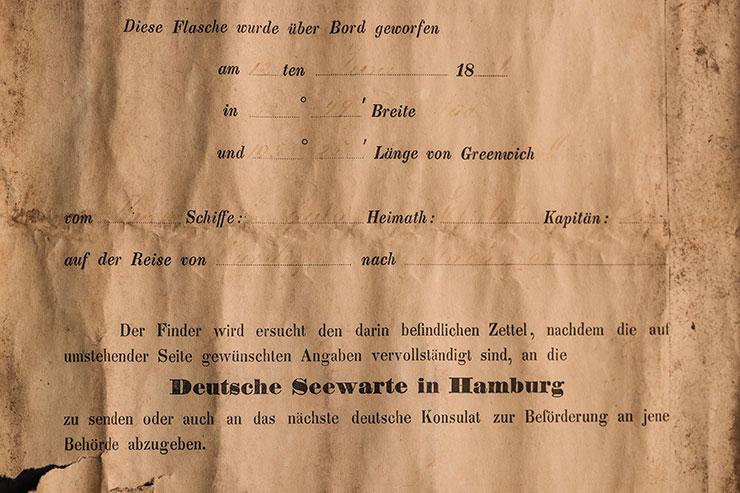 Diese Flasche wurde über Bord geworfen
am ten 18
in ° ' Breite
und ° ' Länge von Greenwich
vom Schiffe: Heimath: Kapitän:
auf der Reise von nach
Der Finder wird ersucht den darin befindlichen Zettel, nachdem die auf
umstehender Seite gewünschten Angaben vervollständigt sind, an die
Deutsche Seewarte in Hamburg
zu senden oder auch an das nächste deutsche Konsulat zur Beförderung an jene
Behörde abzugeben.